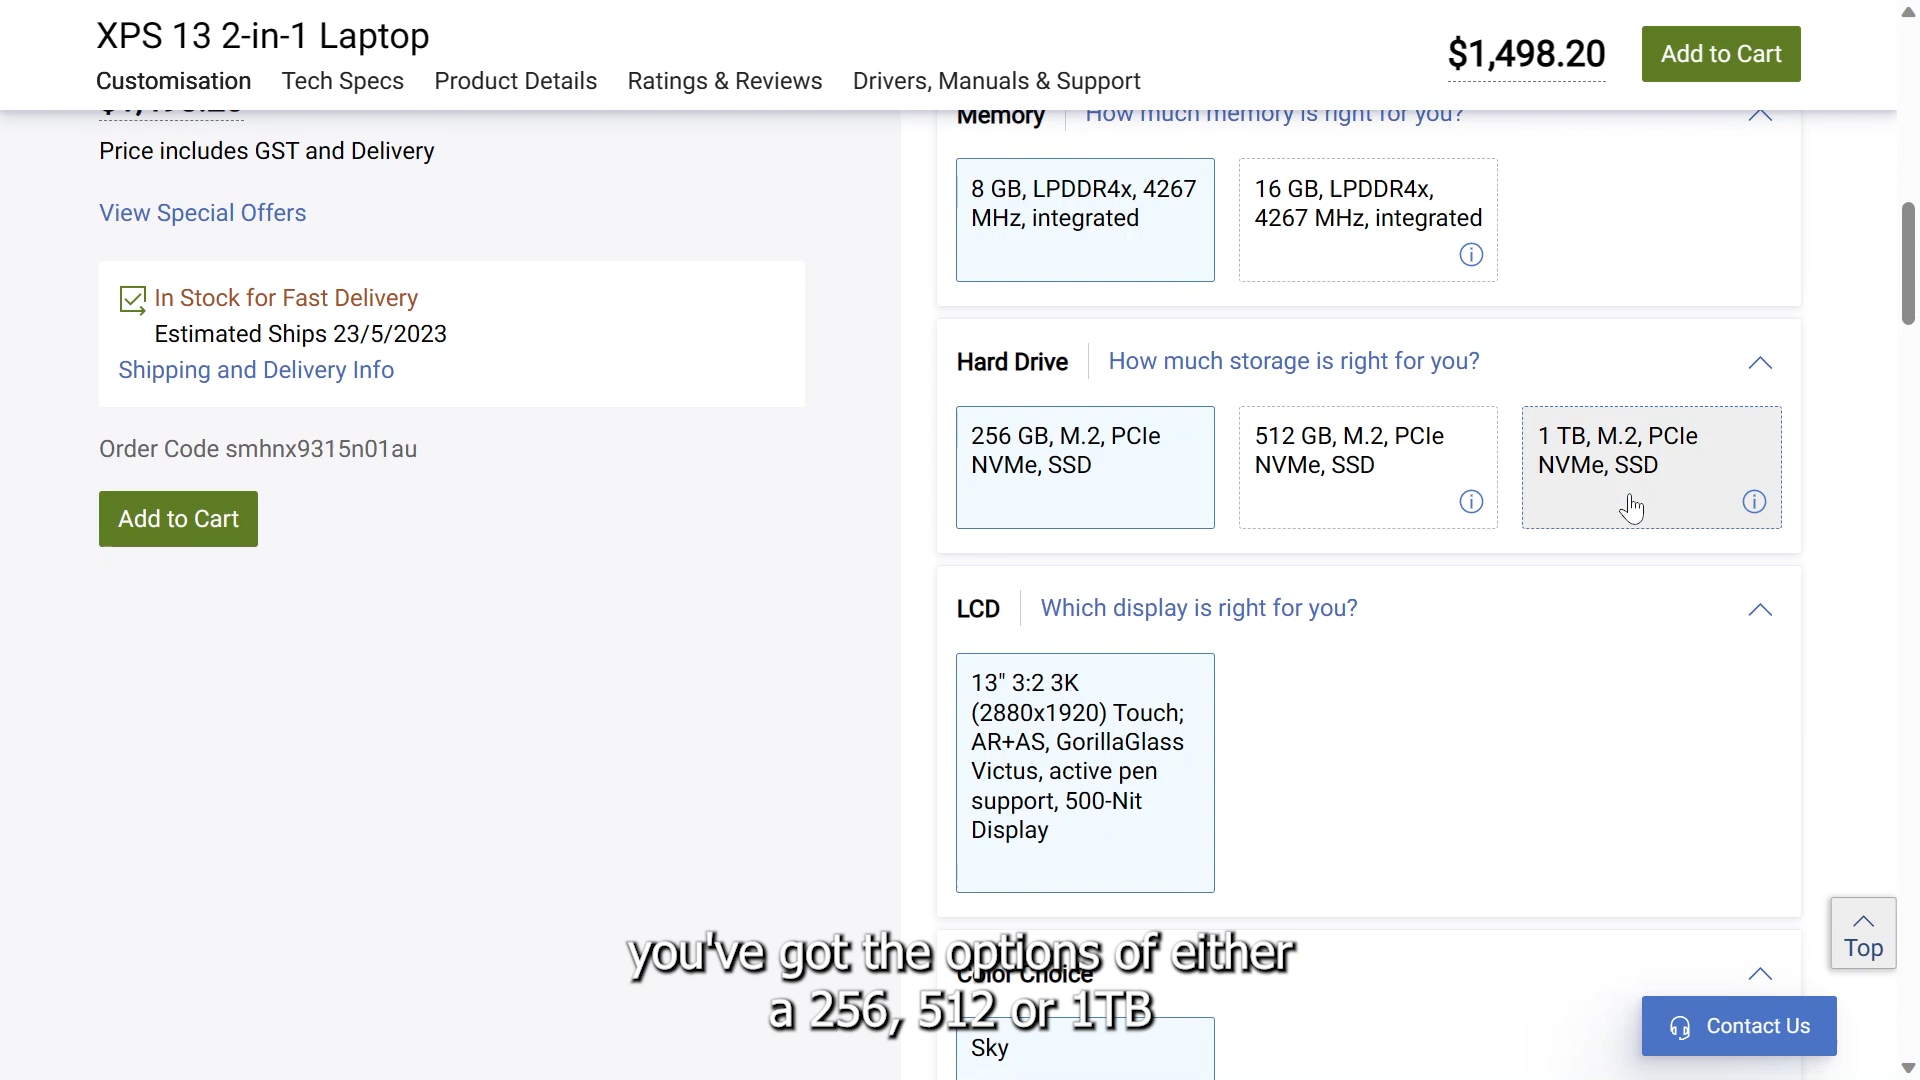 XPS 13 2-in-1 Laptop
$1,498.20
Add to Cart
Customisation
Tech Specs
Product Details
Ratings & Reviews
Drivers, Manuals & Support
Price includes GST and Delivery
View Special Offers
In Stock for Fast Delivery
Estimated Ships 23/5/2023
Shipping and Delivery Info
Order Code smhnx9315n01au
Add to Cart
Memory
How much memory is right for you?
8 GB, LPDDR4x, 4267
MHz, integrated
16 GB, LPDDR4x,
4267 MHz, integrated
Hard Drive
How much storage is right for you?
256 GB, M.2, PCIe
NVMe, SSD
512 GB, M.2, PCIe
NVMe, SSD
1 TB, M.2, PCIe
NVMe, SSD
LCD
Which display is right for you?
13" 3:2 3K
(2880x1920) Touch;
AR+AS, GorillaGlass
Victus, active pen
support, 500-Nit
Display
Color Choice
Sky
you've got the options of either
a 256, 512 or 1TB
Top
Contact Us